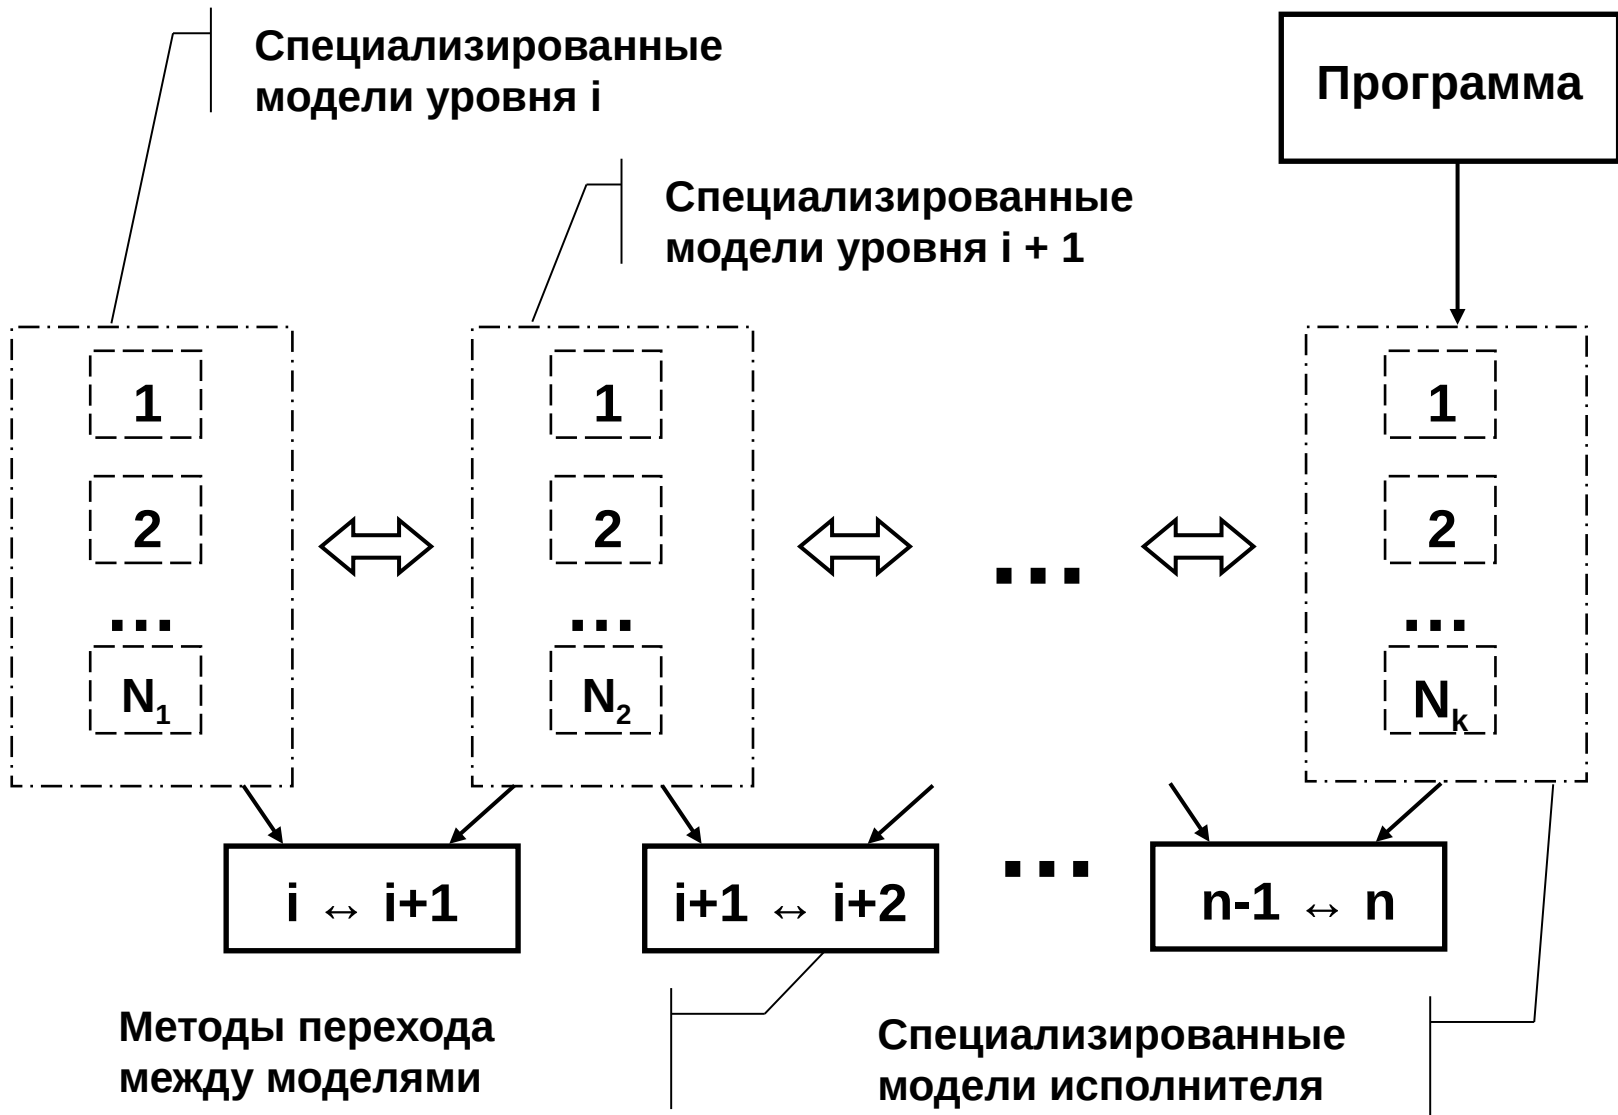 Специализированные
модели уровня i
Программа
Специализированные
модели уровня i + 1
1
2
...
N1
1
2
...
N2
...
1
2
...
Nk
i ↔ i+1
i+1 ↔ i+2
...
n-1 ↔ n
Методы перехода
между моделями
Специализированные
модели исполнителя